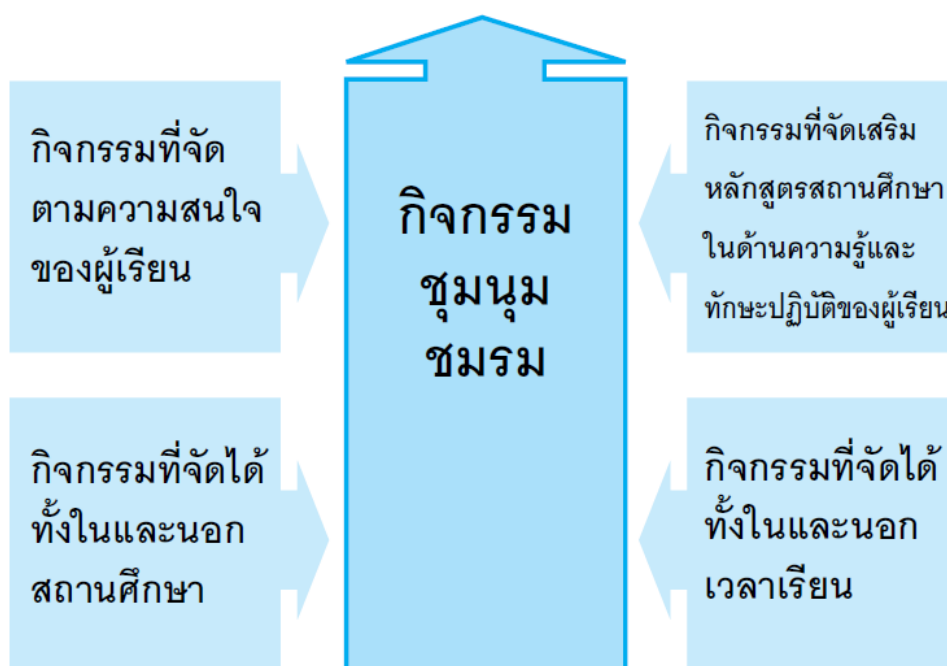 กิจกรรมที่จัด
ตามความสนใจ
ของผู้เรียน
กิจกรรม
ชุมนุม
ชมรม
กิจกรรมที่จัดเสริม
หลักสูตรสถานศึกษา
ในด้านความรู้และ
ทักษะปฏิบัติของผู้เรียน
กิจกรรมที่จัดได้
ทั้งในและนอก
สถานศึกษา
กิจกรรมที่จัดได้
ทั้งในและนอก
เวลาเรียน